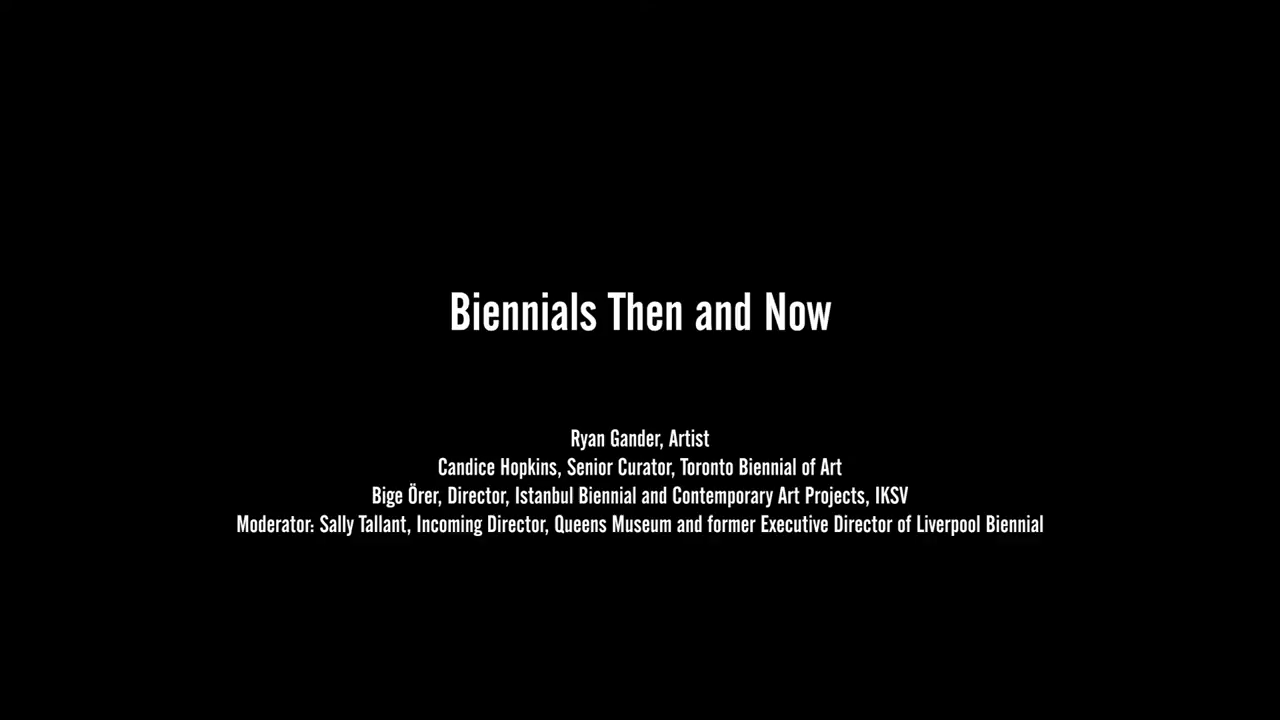 Biennials Then and Now
Ryan Gander, Artist
Candice Hopkins, Senior Curator, Toronto Biennial of Art
Bige Örer, Director, Istanbul Biennial and Contemporary Art Projects, IKSV
Moderator: Sally Tallant, Incoming Director, Queens Museum and former Executive Director of Liverpool Biennial